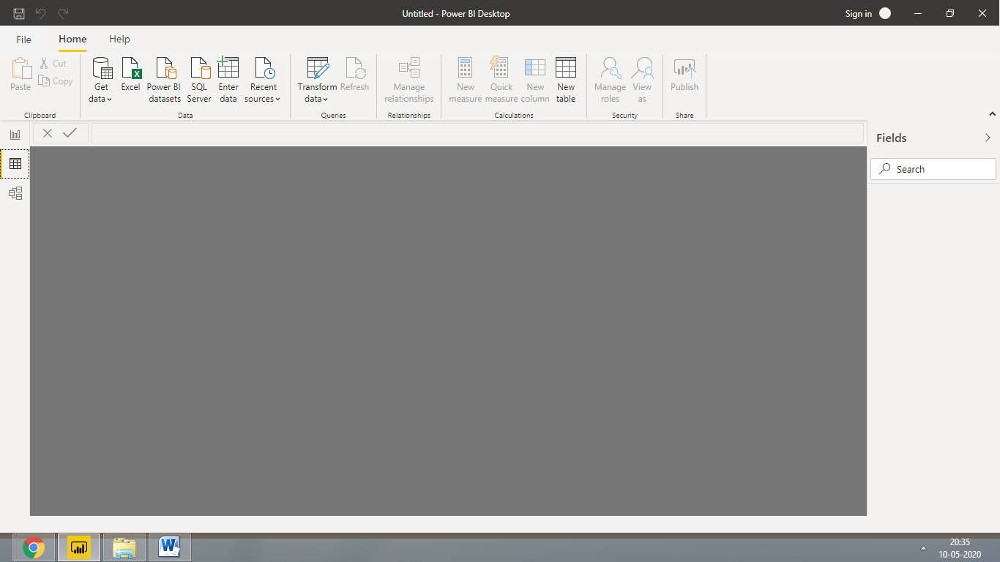 Untitled - Power BI Desktop
Sign in
File Home Help
Paste
Cut
Copy
Clipboard
Get data
Excel
Power BI datasets
SQL Server
Enter data
Recent sources
Data
Transform data
Refresh
Queries
Manage relationships
Relationships
New measure
Quick measure
New column
New table
Calculations
Manage roles
View as
Security
Publish
Share
Fields
Search
20:35
10-05-2020